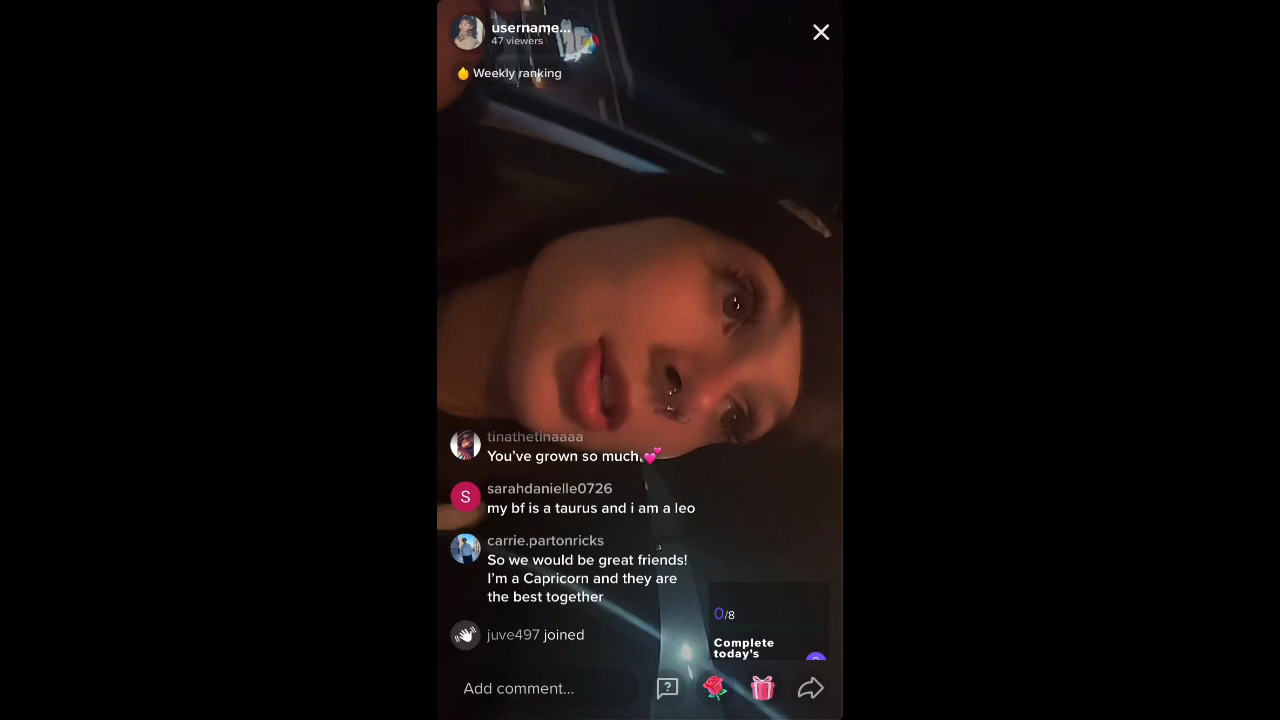 username...
47 viewers
Weekly ranking
tinathetinaaaa
You've grown so much.
S
sarahdanielle0726
my bf is a taurus and i am a leo
carrie.partonricks
So we would be great friends!
I'm a Capricorn and they are
the best together
juve497 joined
0/8
Complete
today's
Add comment...